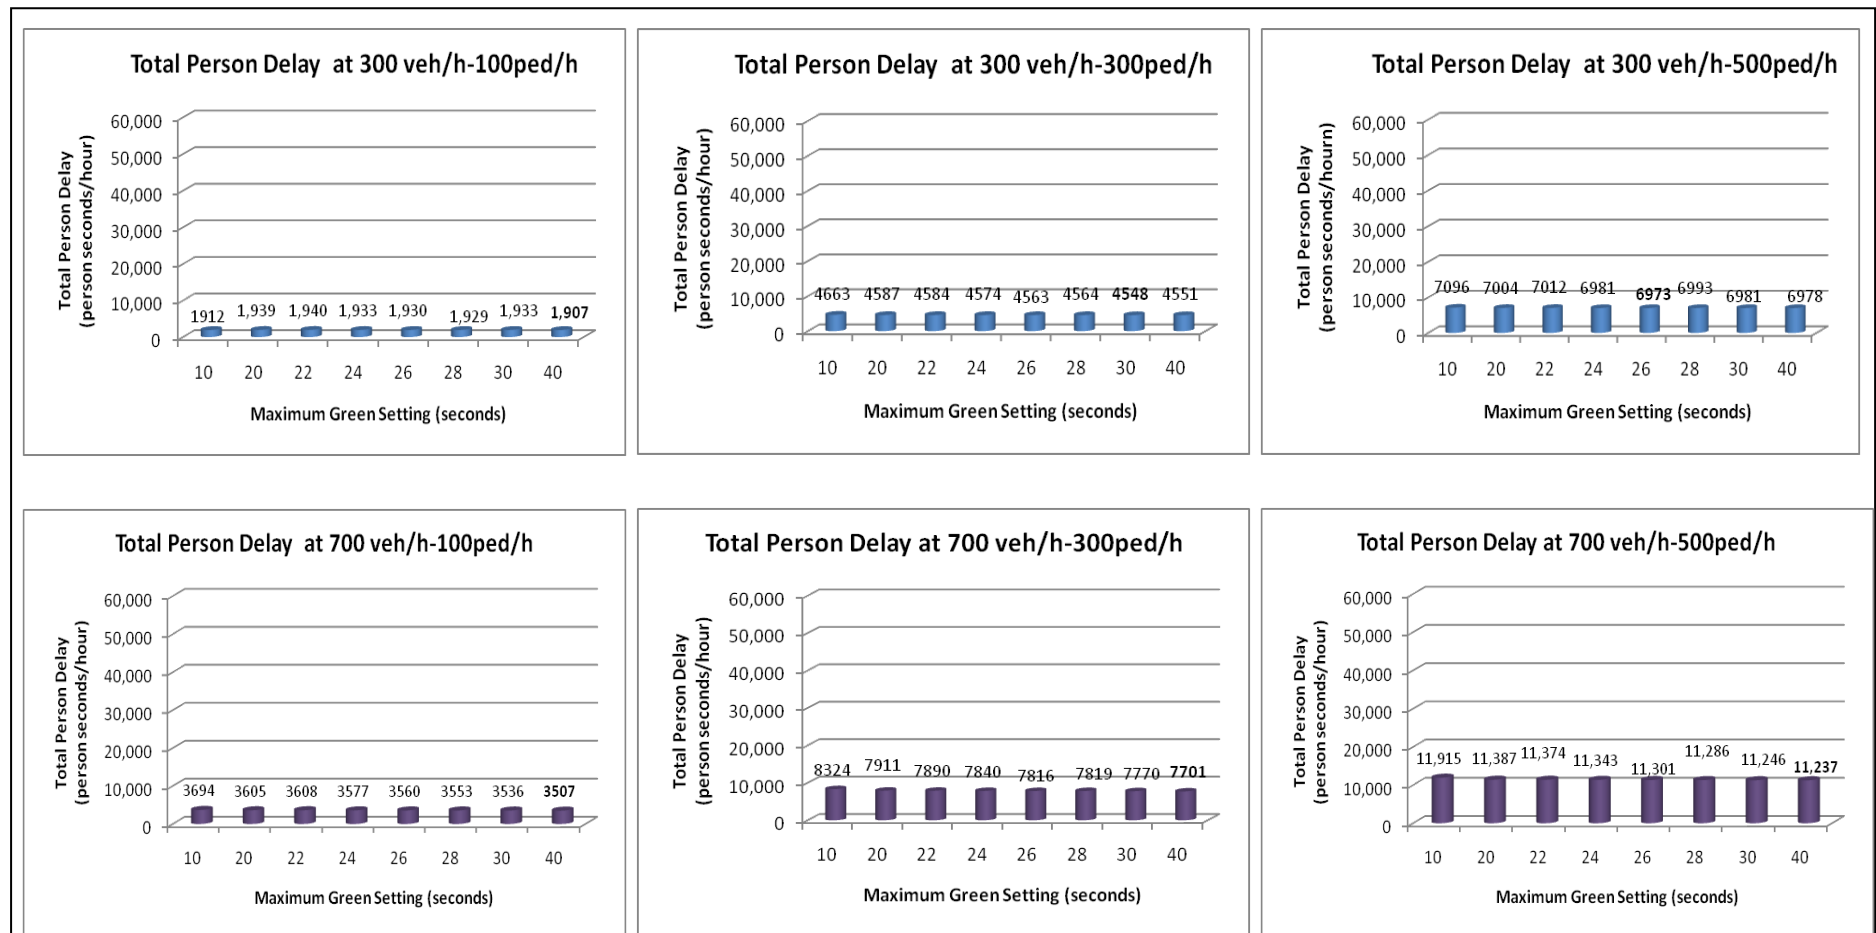 Total Person Delay at 300 veh/h-100ped/h
Total Person Delay
(person seconds/hour)
60,000
50,000
40,000
30,000
20,000
10,000
0
1912 1,939 1,940 1,933 1,930 1,929 1,933 1,907
10 20 22 24 26 28 30 40
Maximum Green Setting (seconds)
Total Person Delay at 300 veh/h-300ped/h
Total Person Delay
(person seconds/hour)
60,000
50,000
40,000
30,000
20,000
10,000
0
4663 4587 4584 4574 4563 4564 4548 4551
10 20 22 24 26 28 30 40
Maximum Green Setting (seconds)
Total Person Delay at 300 veh/h-500ped/h
Total Person Delay
(person seconds/hourn)
60,000
50,000
40,000
30,000
20,000
10,000
0
7096 7004 7012 6981 6973 6993 6981 6978
10 20 22 24 26 28 30 40
Maximum Green Setting (seconds)
Total Person Delay at 700 veh/h-100ped/h
Total Person Delay
(person seconds/hour)
60,000
50,000
40,000
30,000
20,000
10,000
0
3694 3605 3608 3577 3560 3553 3536 3507
10 20 22 24 26 28 30 40
Maximum Green Setting (seconds)
Total Person Delay at 700 veh/h-300ped/h
Total Person Delay
(person seconds/hour)
60,000
50,000
40,000
30,000
20,000
10,000
0
8324 7911 7890 7840 7816 7819 7770 7701
10 20 22 24 26 28 30 40
Maximum Green Setting (seconds)
Total Person Delay at 700 veh/h-500ped/h
Total Person Delay
(person seconds/hour)
60,000
50,000
40,000
30,000
20,000
10,000
0
11,915 11,387 11,374 11,343 11,301 11,286 11,246 11,237
10 20 22 24 26 28 30 40
Maximum Green Setting (seconds)